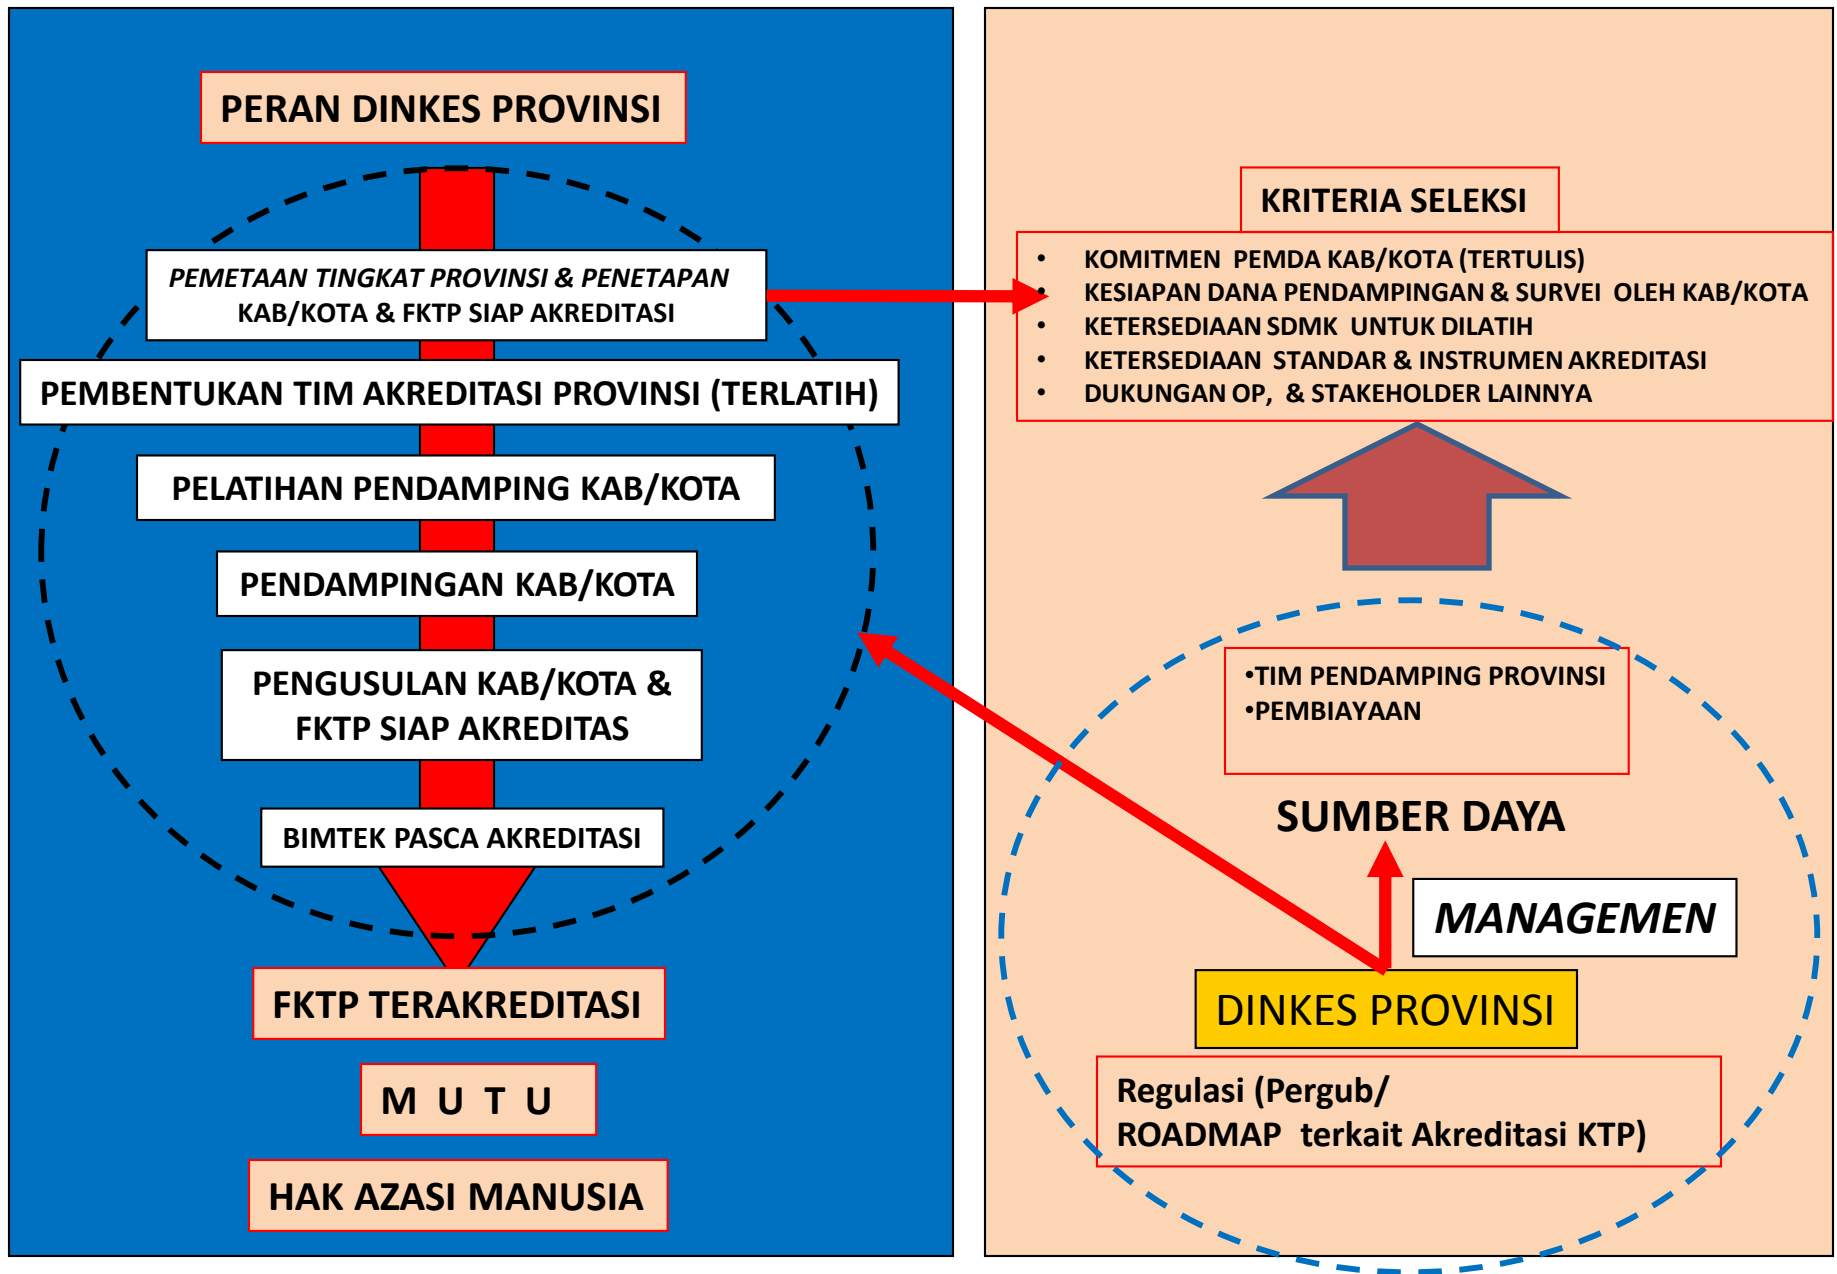 PERAN DINKES PROVINSI
PEMETAAN TINGKAT PROVINSI & PENETAPAN
KAB/KOTA & FKTP SIAP AKREDITASI
PEMBENTUKAN TIM AKREDITASI PROVINSI (TERLATIH)
PELATIHAN PENDAMPING KAB/KOTA
PENDAMPINGAN KAB/KOTA
PENGUSULAN KAB/KOTA &
FKTP SIAP AKREDITAS
BIMTEK PASCA AKREDITASI
FKTP TERAKREDITASI
M U T U
HAK AZASI MANUSIA
KRITERIA SELEKSI
• KOMITMEN PEMDA KAB/KOTA (TERTULIS)
• KESIAPAN DANA PENDAMPINGAN & SURVEI OLEH KAB/KOTA
• KETERSEDIAAN SDMK UNTUK DILATIH
• KETERSEDIAAN STANDAR & INSTRUMEN AKREDITASI
• DUKUNGAN OP, & STAKEHOLDER LAINNYA
•TIM PENDAMPING PROVINSI
•PEMBIAYAAN
SUMBER DAYA
MANAGEMEN
DINKES PROVINSI
Regulasi (Pergub/
ROADMAP terkait Akreditasi KTP)